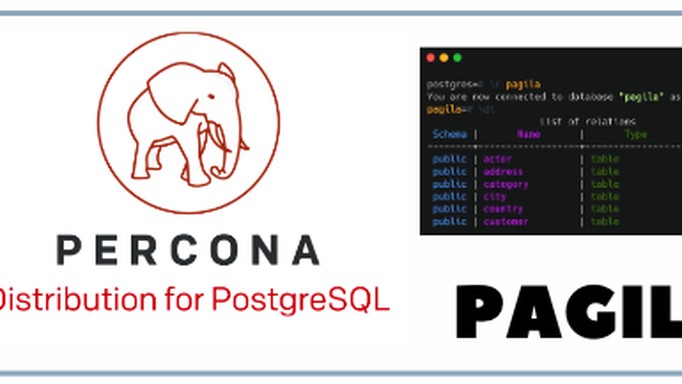 PERCONA
Distribution for PostgreSQL
postgres=# \c pagila
You are now connected to database "pagila" as
pagila=# \dt
List of relations
Schema | Name | Type
public | actor | table
public | address | table
public | category | table
public | city | table
public | country | table
public | customer | table
PAGIL